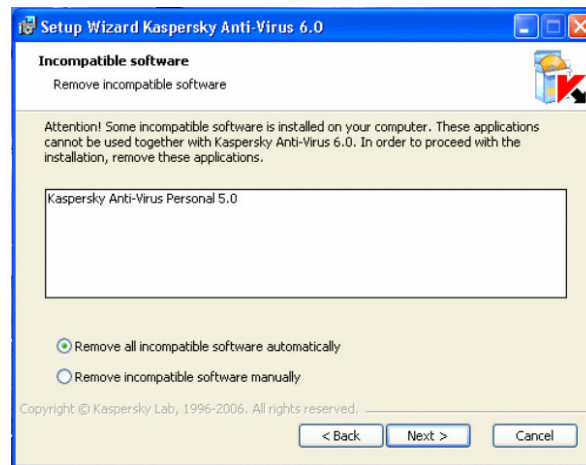 Setup Wizard Kaspersky Anti-Virus 6.0
Incompatible software
Remove incompatible software
Attention! Some incompatible software is installed on your computer. These applications
cannot be used together with Kaspersky Anti-Virus 6.0. In order to proceed with the
installation, remove these applications.
Kaspersky Anti-Virus Personal 5.0
Remove all incompatible software automatically
Remove incompatible software manually
Copyright © Kaspersky Lab, 1996-2006. All rights reserved.
< Back Next > Cancel